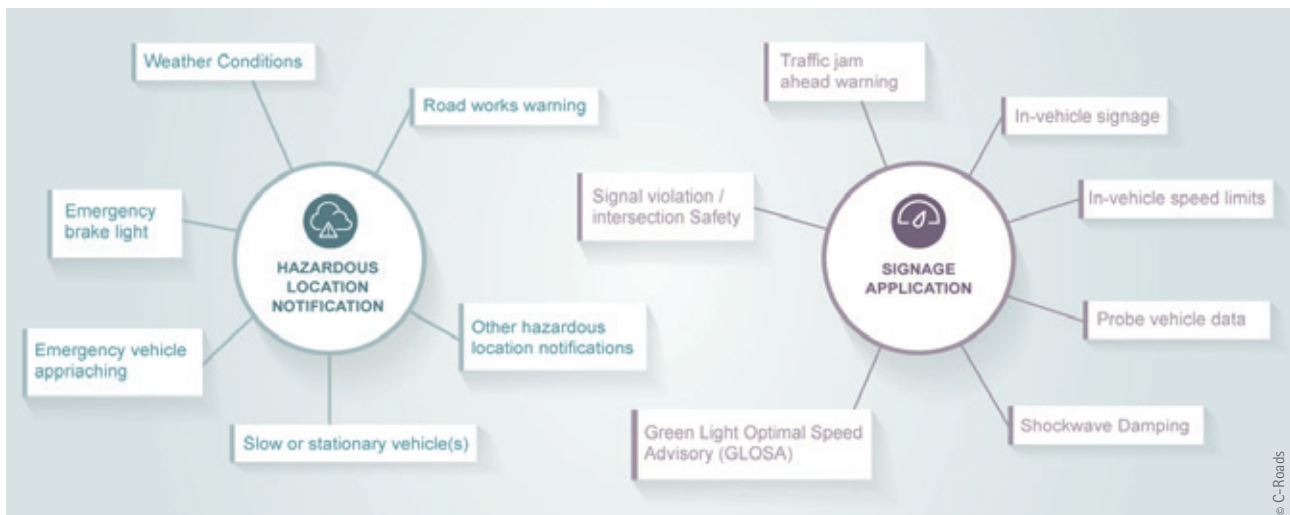 Weather Conditions
Road works warning
Emergency
brake light
HAZARDOUS
LOCATION
NOTIFICATION
Other hazardous
location notifications
Emergency vehicle
appriaching
Slow or stationary vehicle(s)
Traffic jam
ahead warning
In-vehicle signage
Signal violation /
intersection Safety
In-vehicle speed limits
SIGNAGE
APPLICATION
Probe vehicle data
Green Light Optimal Speed
Advisory (GLOSA)
Shockwave Damping
© C-Roads